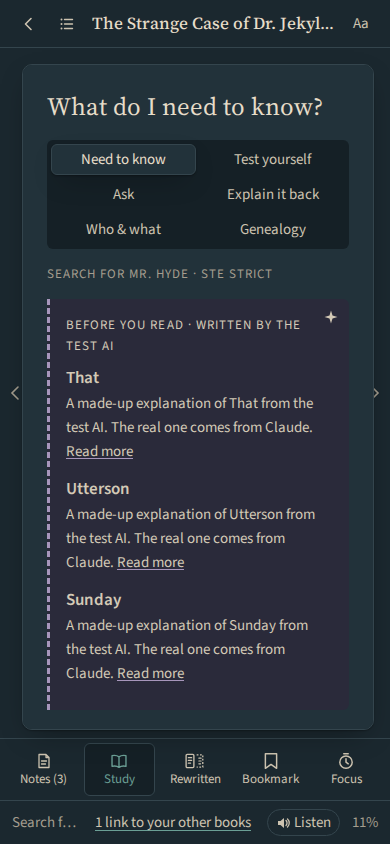 The Strange Case of Dr. Jekyl... Aa
What do I need to know?
Need to know Test yourself
Ask Explain it back
Who & what Genealogy
SEARCH FOR MR. HYDE · STE STRICT
BEFORE YOU READ · WRITTEN BY THE
TEST AI
That
A made-up explanation of That from the
test AI. The real one comes from Claude.
Read more
Utterson
A made-up explanation of Utterson from
the test AI. The real one comes from
Claude. Read more
Sunday
A made-up explanation of Sunday from
the test AI. The real one comes from
Claude. Read more
Notes (3) Study Rewritten Bookmark Focus
Search f... 1 link to your other books Listen 11%